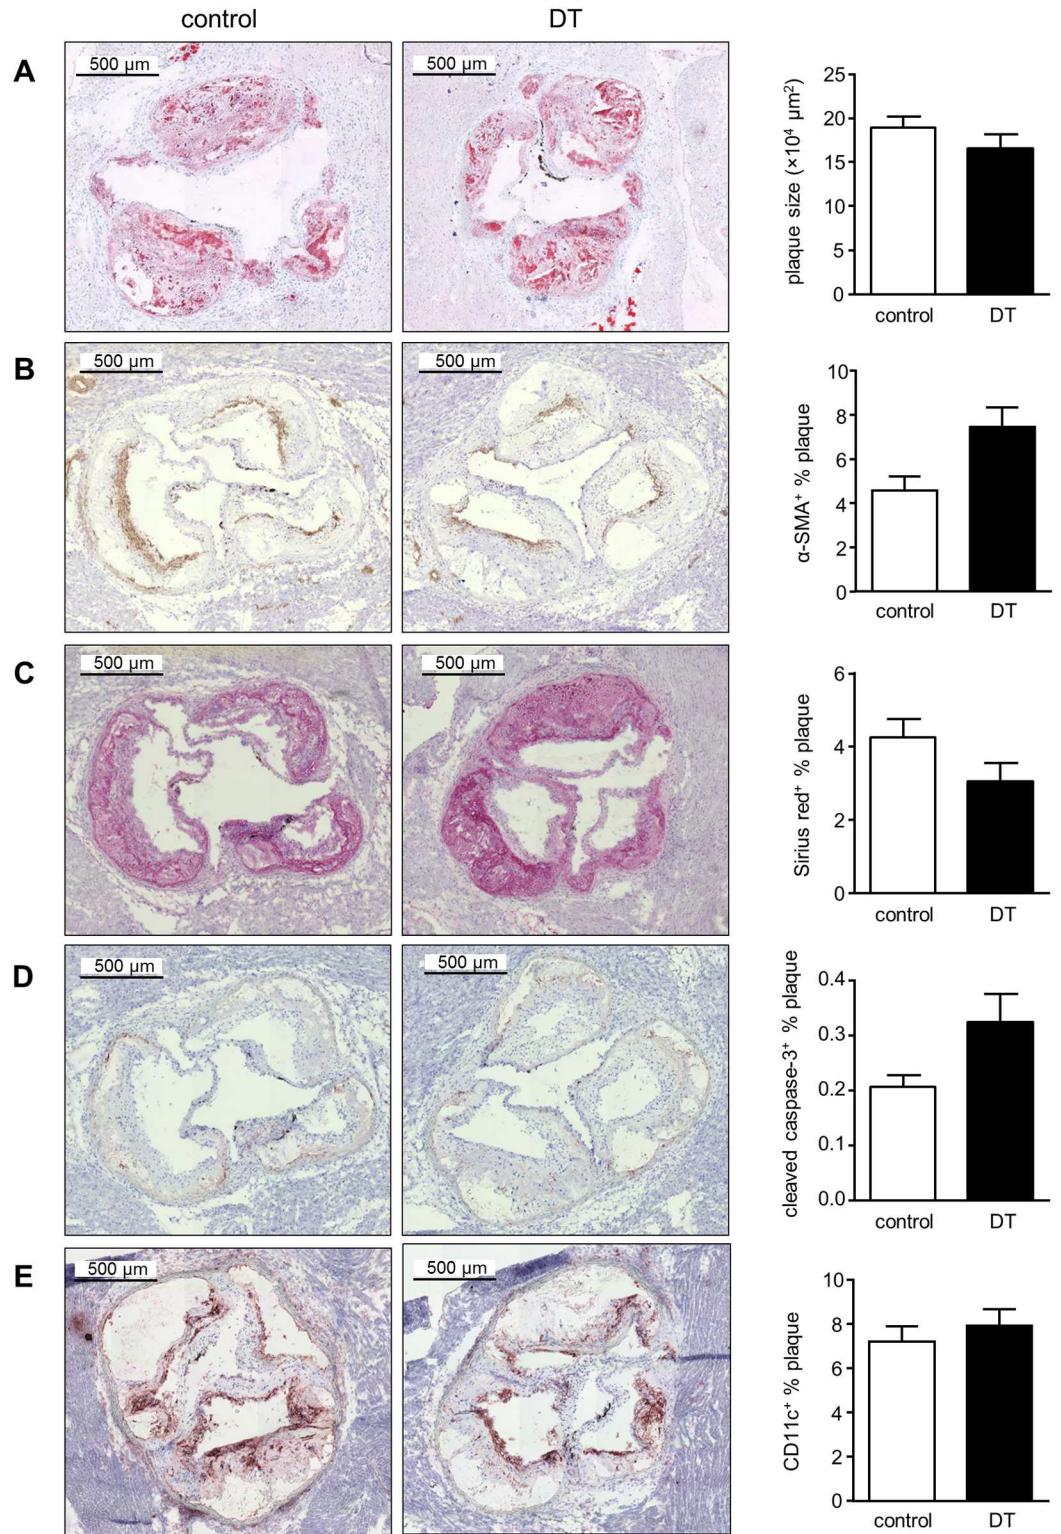 control
DT
A
500 µm
500 µm
plaque size (×10⁴ µm²)
25
20
15
10
5
0
control
DT
B
500 µm
500 µm
α-SMA⁺ % plaque
10
8
6
4
2
0
control
DT
C
500 µm
500 µm
Sirius red⁺ % plaque
6
4
2
0
control
DT
D
500 µm
500 µm
cleaved caspase-3⁺ % plaque
0.4
0.3
0.2
0.1
0.0
control
DT
E
500 µm
500 µm
CD11c⁺ % plaque
10
8
6
4
2
0
control
DT